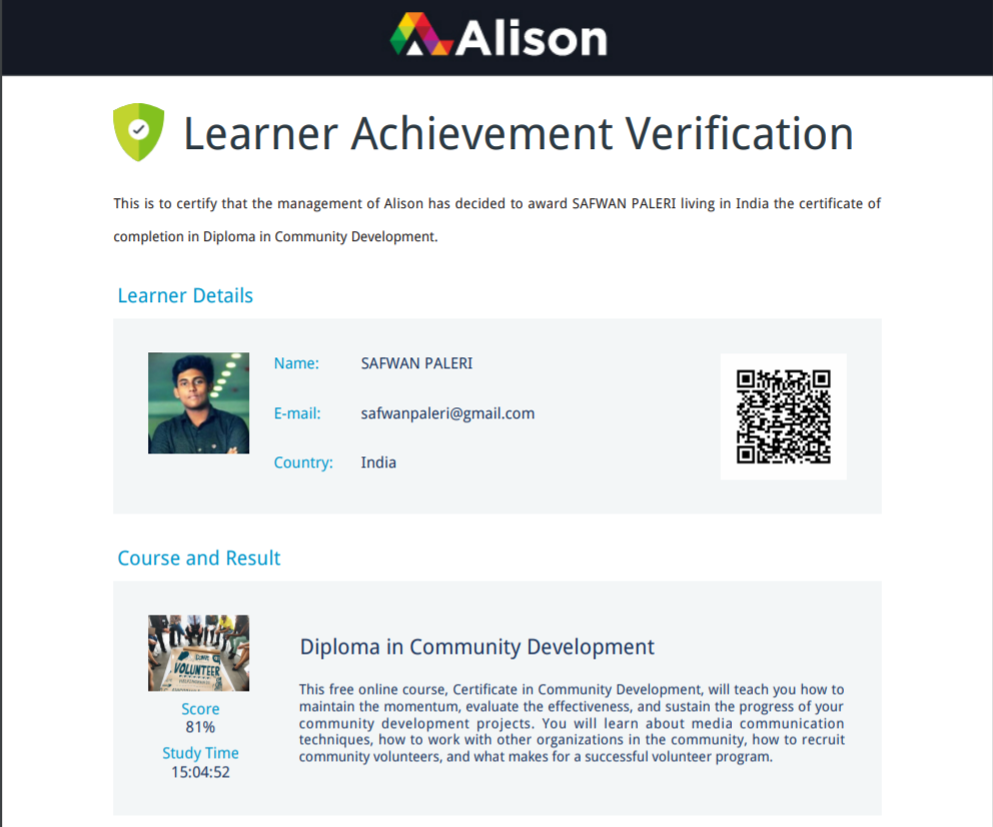 Alison
Learner Achievement Verification
This is to certify that the management of Alison has decided to award SAFWAN PALERI living in India the certificate of
completion in Diploma in Community Development.
Learner Details
Name: SAFWAN PALERI
E-mail: safwanpaleri@gmail.com
Country: India
Course and Result
VOLUNTEER
Score
81%
Study Time
15:04:52
Diploma in Community Development
This free online course, Certificate in Community Development, will teach you how to
maintain the momentum, evaluate the effectiveness, and sustain the progress of your
community development projects. You will learn about media communication
techniques, how to work with other organizations in the community, how to recruit
community volunteers, and what makes for a successful volunteer program.